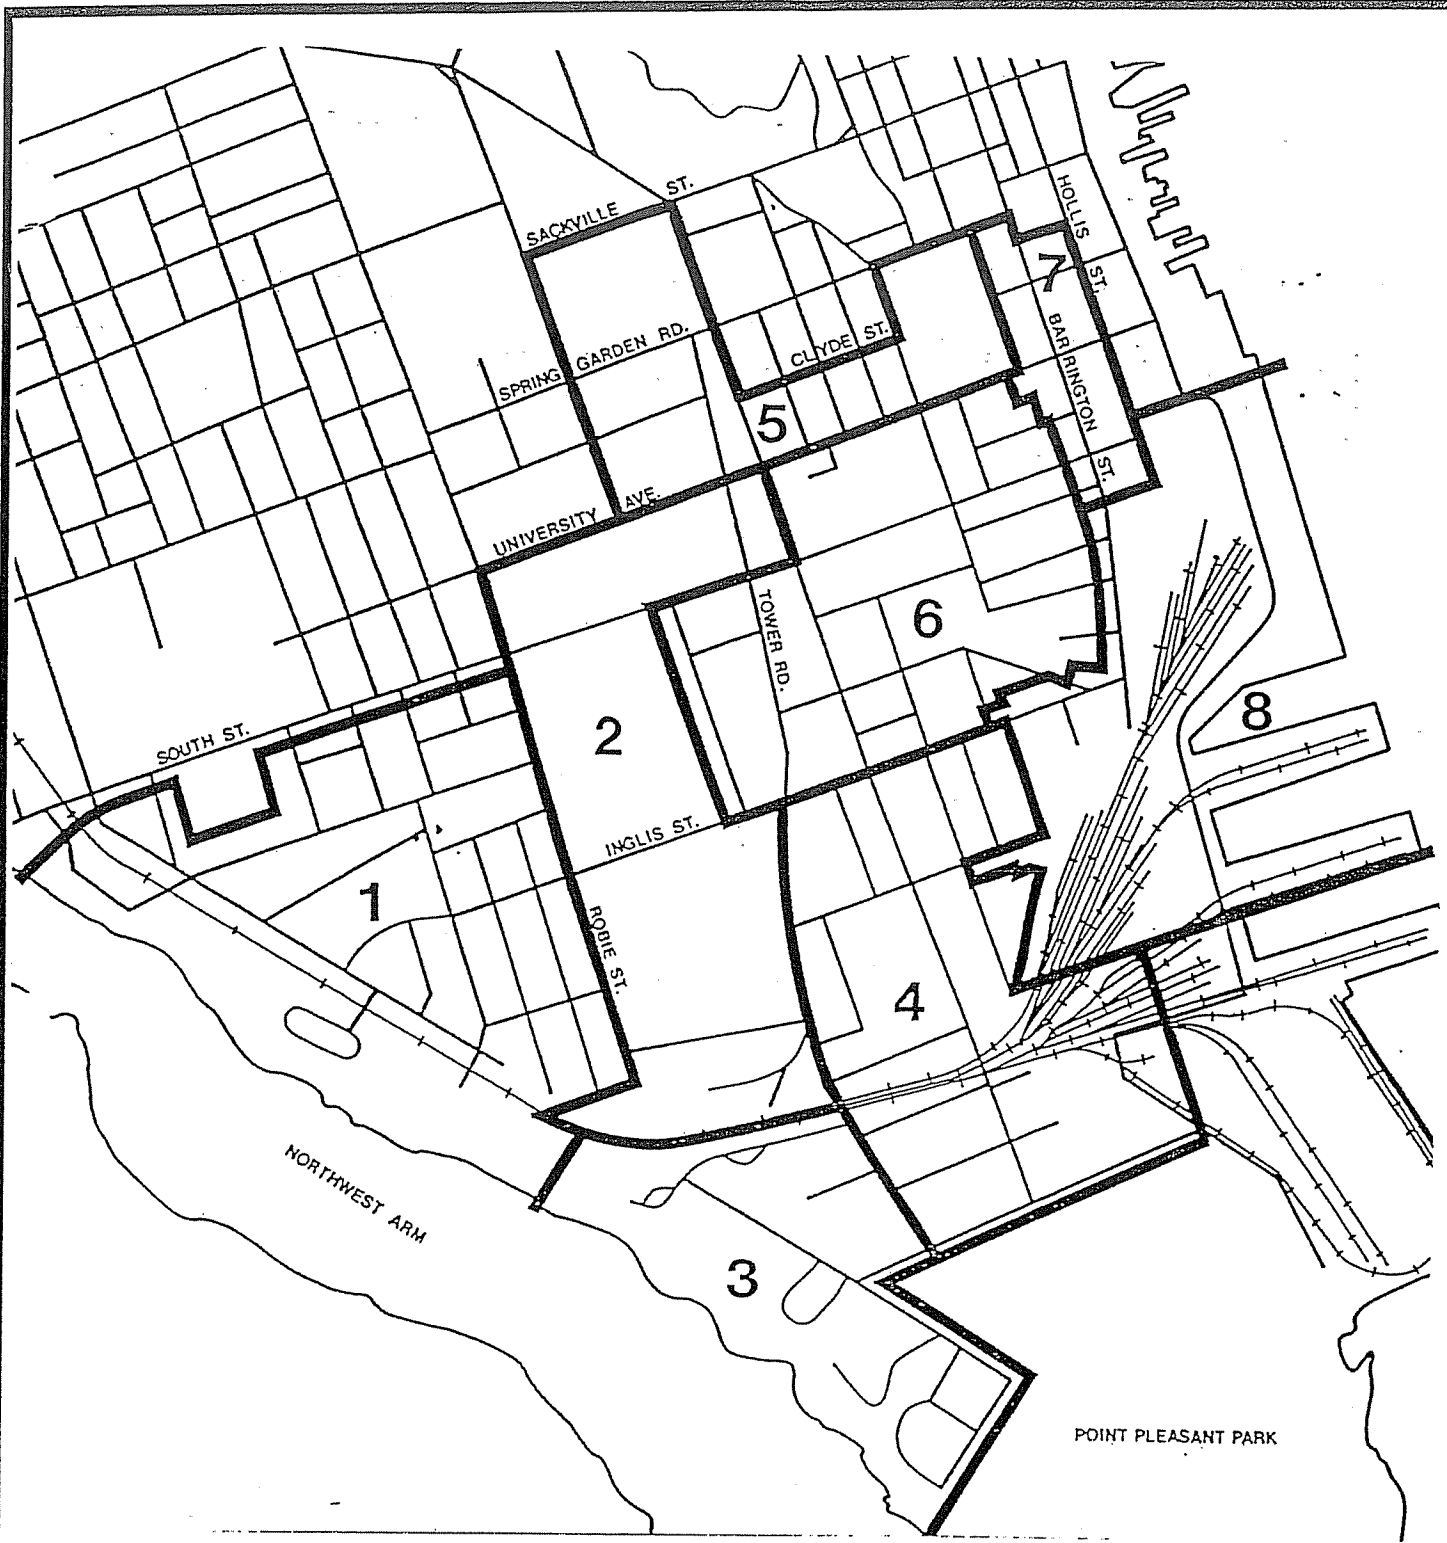 HOLLIS ST.
SACKVILLE ST.
7
SPRING GARDEN RD.
CLYDE ST.
BARRINGTON ST.
5
UNIVERSITY AVE.
TOWER RD.
6
SOUTH ST.
2
8
INGLIS ST.
1
ROBIE ST.
4
NORTHWEST ARM
3
POINT PLEASANT PARK